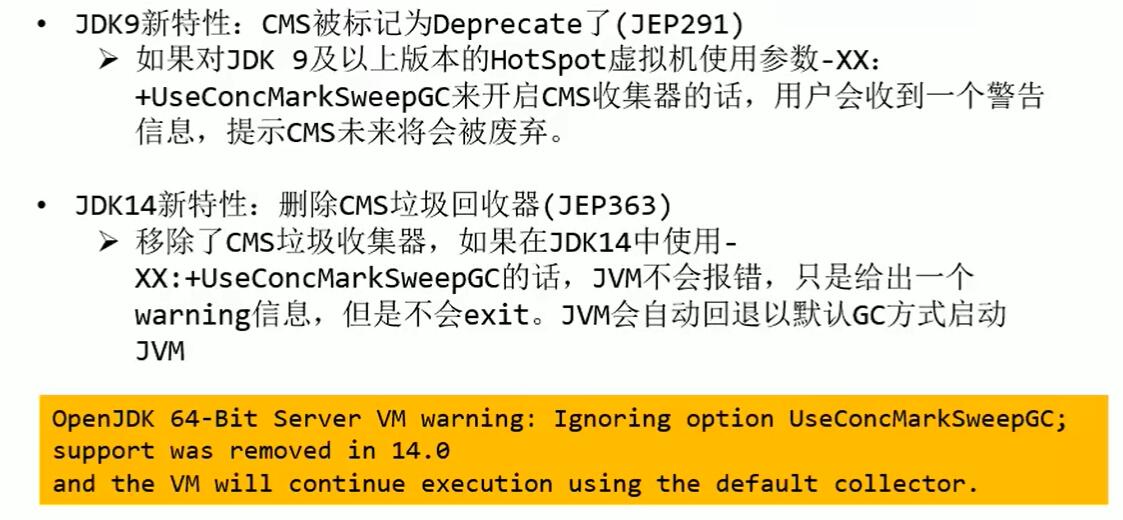 • JDK9新特性：CMS被标记为Deprecate了(JEP291)
➢ 如果对JDK 9及以上版本的HotSpot虚拟机使用参数-XX：
+UseConcMarkSweepGC来开启CMS收集器的话，用户会收到一个警告
信息，提示CMS未来将会被废弃。
• JDK14新特性：删除CMS垃圾回收器(JEP363)
➢ 移除了CMS垃圾收集器，如果在JDK14中使用-
XX:+UseConcMarkSweepGC的话，JVM不会报错，只是给出一个
warning信息，但是不会exit。JVM会自动回退以默认GC方式启动
JVM
OpenJDK 64-Bit Server VM warning: Ignoring option UseConcMarkSweepGC;
support was removed in 14.0
and the VM will continue execution using the default collector.